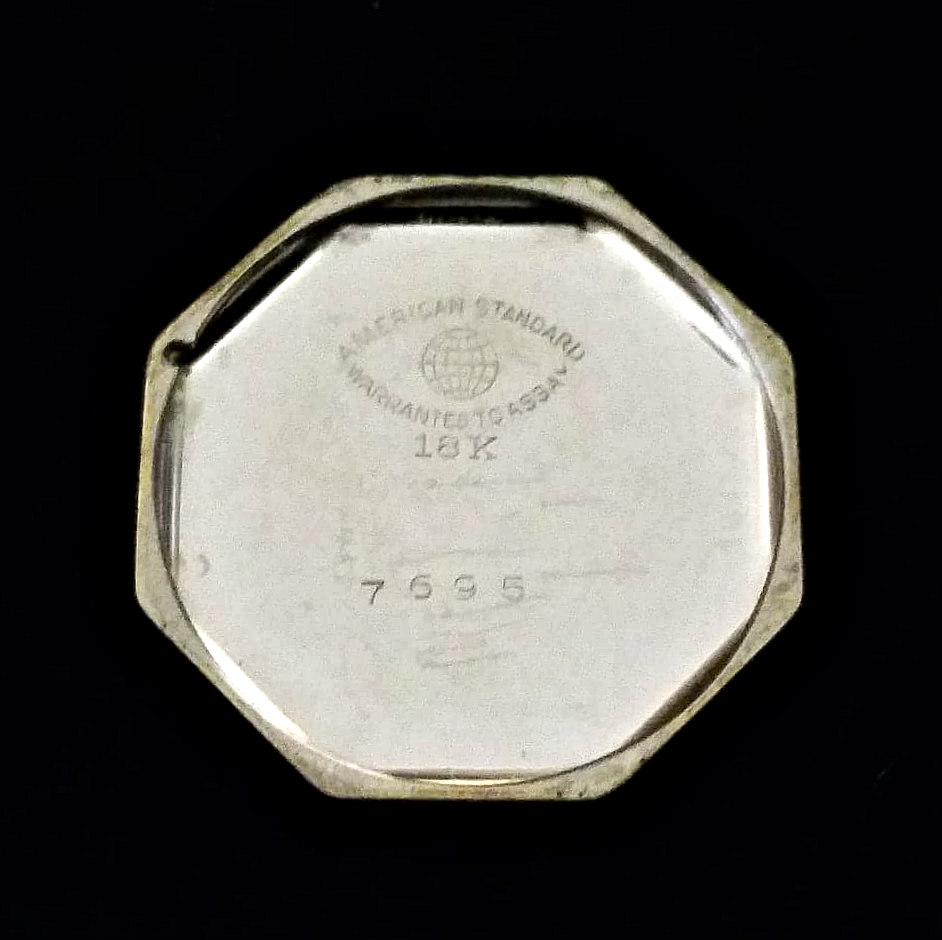 AMERICAN STANDARD
WARRANTED TO ASSAY
18K
7695